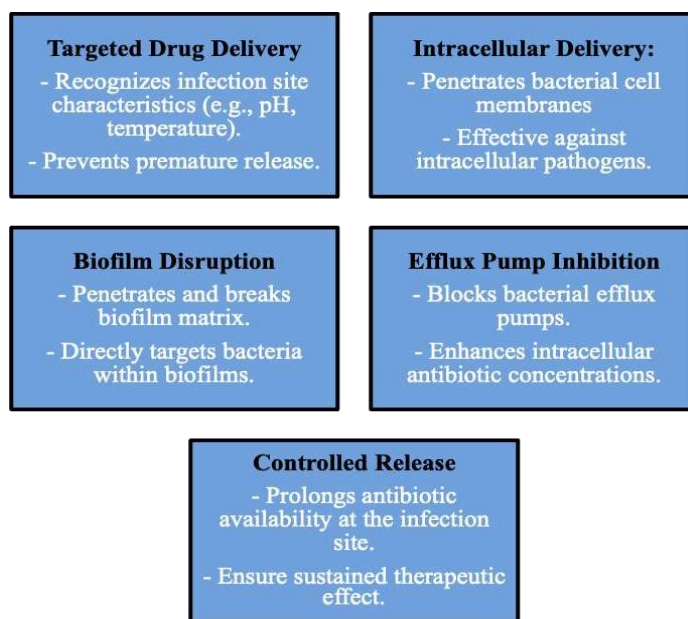 Targeted Drug Delivery
- Recognizes infection site
characteristics (e.g., pH,
temperature).
- Prevents premature release.
Intracellular Delivery:
- Penetrates bacterial cell
membranes
- Effective against
intracellular pathogens.
Biofilm Disruption
- Penetrates and breaks
biofilm matrix.
- Directly targets bacteria
within biofilms.
Efflux Pump Inhibition
- Blocks bacterial efflux
pumps.
- Enhances intracellular
antibiotic concentrations.
Controlled Release
- Prolongs antibiotic
availability at the infection
site.
- Ensure sustained therapeutic
effect.